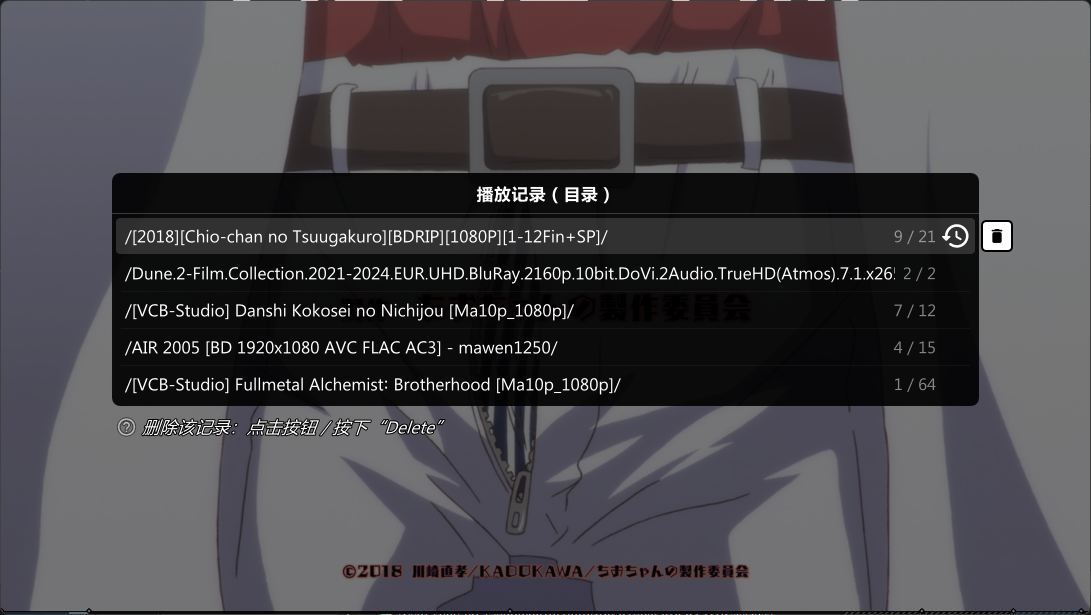 播放记录（目录）
/[2018][Chio-chan no Tsuugakuro][BDRIP][1080P][1-12Fin+SP]/ 9 / 21
/Dune.2-Film.Collection.2021-2024.EUR.UHD.BluRay.2160p.10bit.DoVi.2Audio.TrueHD(Atmos).7.1.x265 2 / 2
/[VCB-Studio] Danshi Kokosei no Nichijou [Ma10p_1080p]/ 7 / 12
/AIR 2005 [BD 1920x1080 AVC FLAC AC3] - mawen1250/ 4 / 15
/[VCB-Studio] Fullmetal Alchemist: Brotherhood [Ma10p_1080p]/ 1 / 64
删除该记录：点击按钮 / 按下 “Delete”
©2018 川崎直孝/KADOKAWA/ちおちゃんの製作委員会